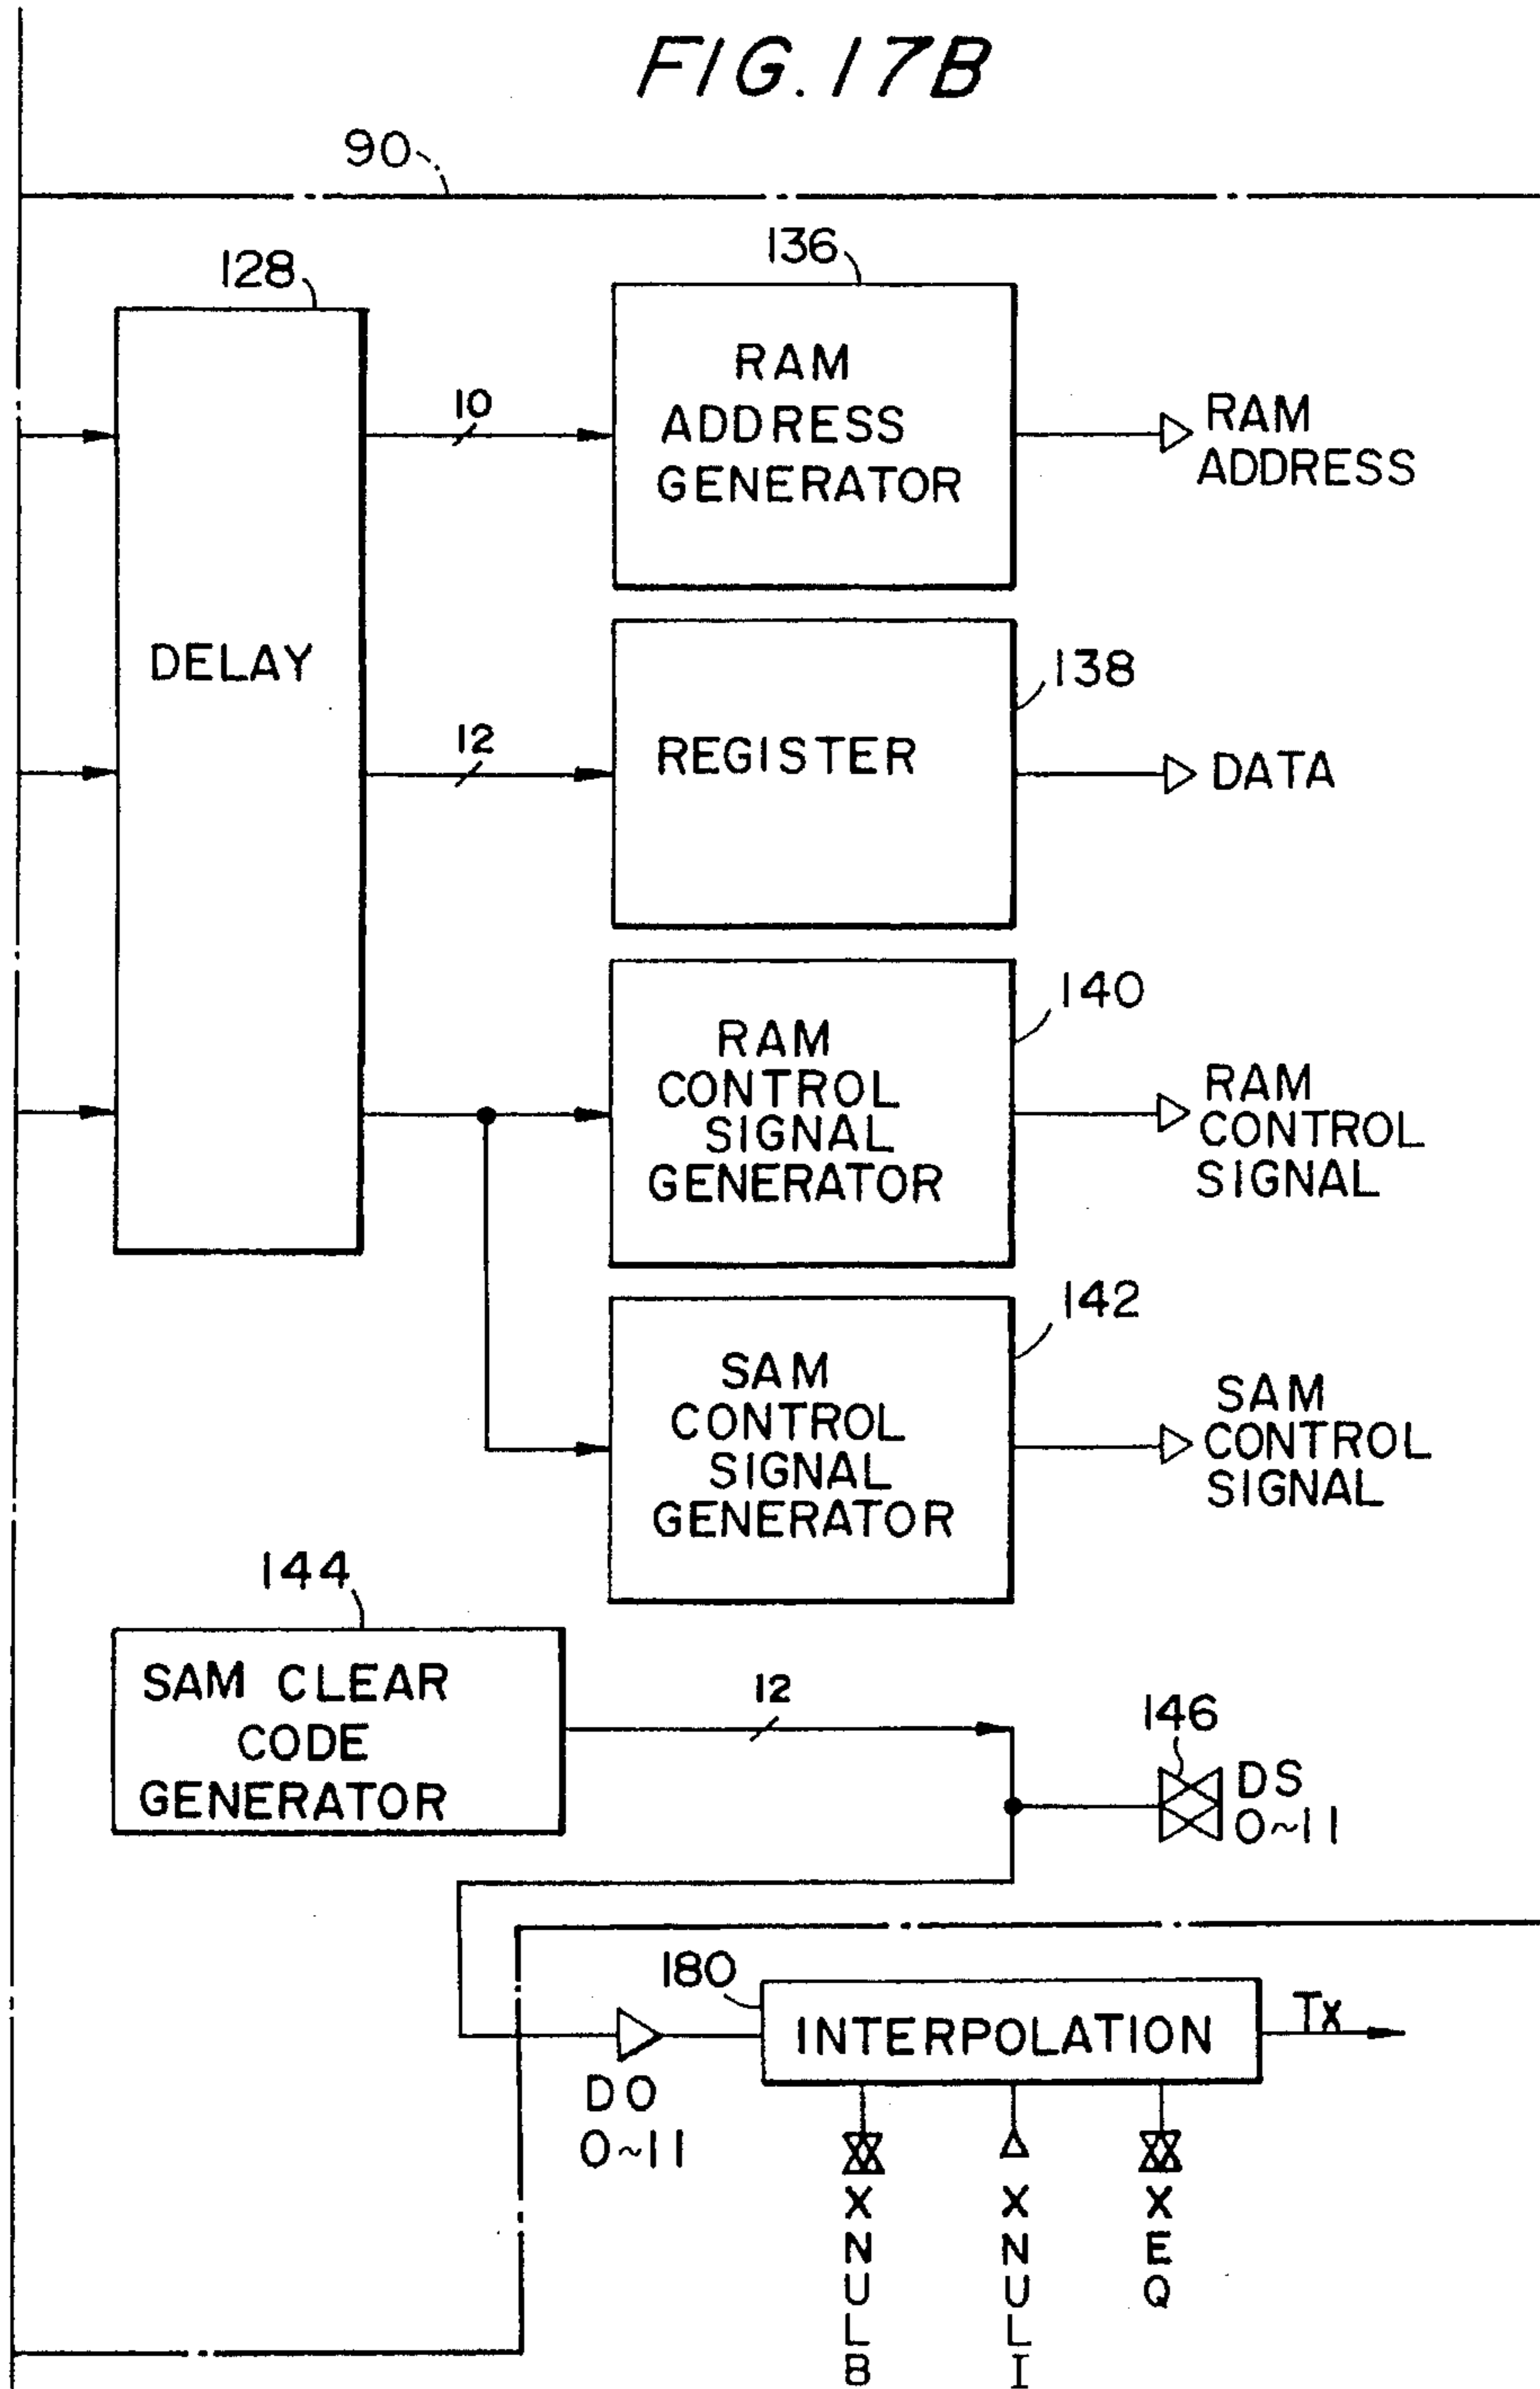 FIG. 17B
90
128
136
10
RAM
ADDRESS
GENERATOR
RAM
ADDRESS
DELAY
138
12
REGISTER
DATA
140
RAM
CONTROL
SIGNAL
GENERATOR
RAM
CONTROL
SIGNAL
142
SAM
CONTROL
SIGNAL
GENERATOR
SAM
CONTROL
SIGNAL
144
SAM CLEAR
CODE
GENERATOR
12
146
DS
0~11
180
INTERPOLATION
Tx
DO
0~11
XNULB
XNULI
XEQ